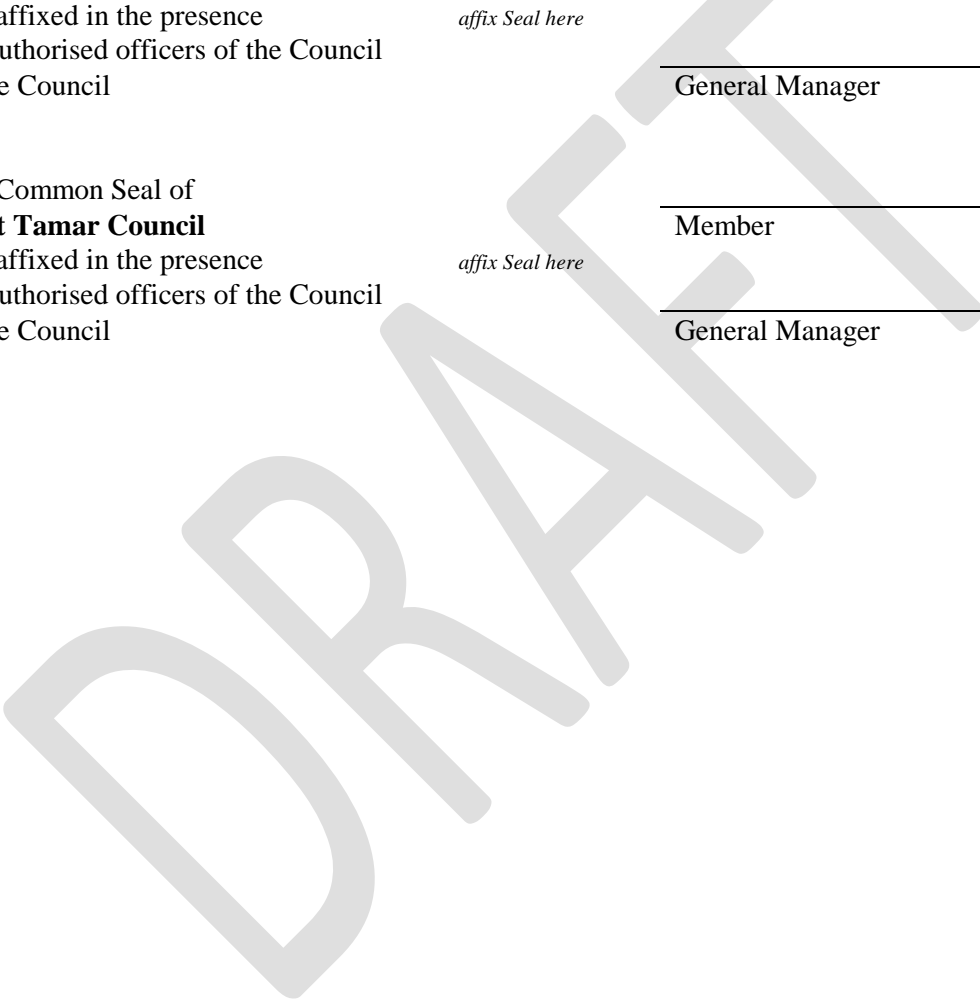 affixed in the presence affix Seal here
uthorised officers of the Council
e Council General Manager
Common Seal of
t Tamar Council Member
affixed in the presence affix Seal here
uthorised officers of the Council
e Council General Manager
DRAFT